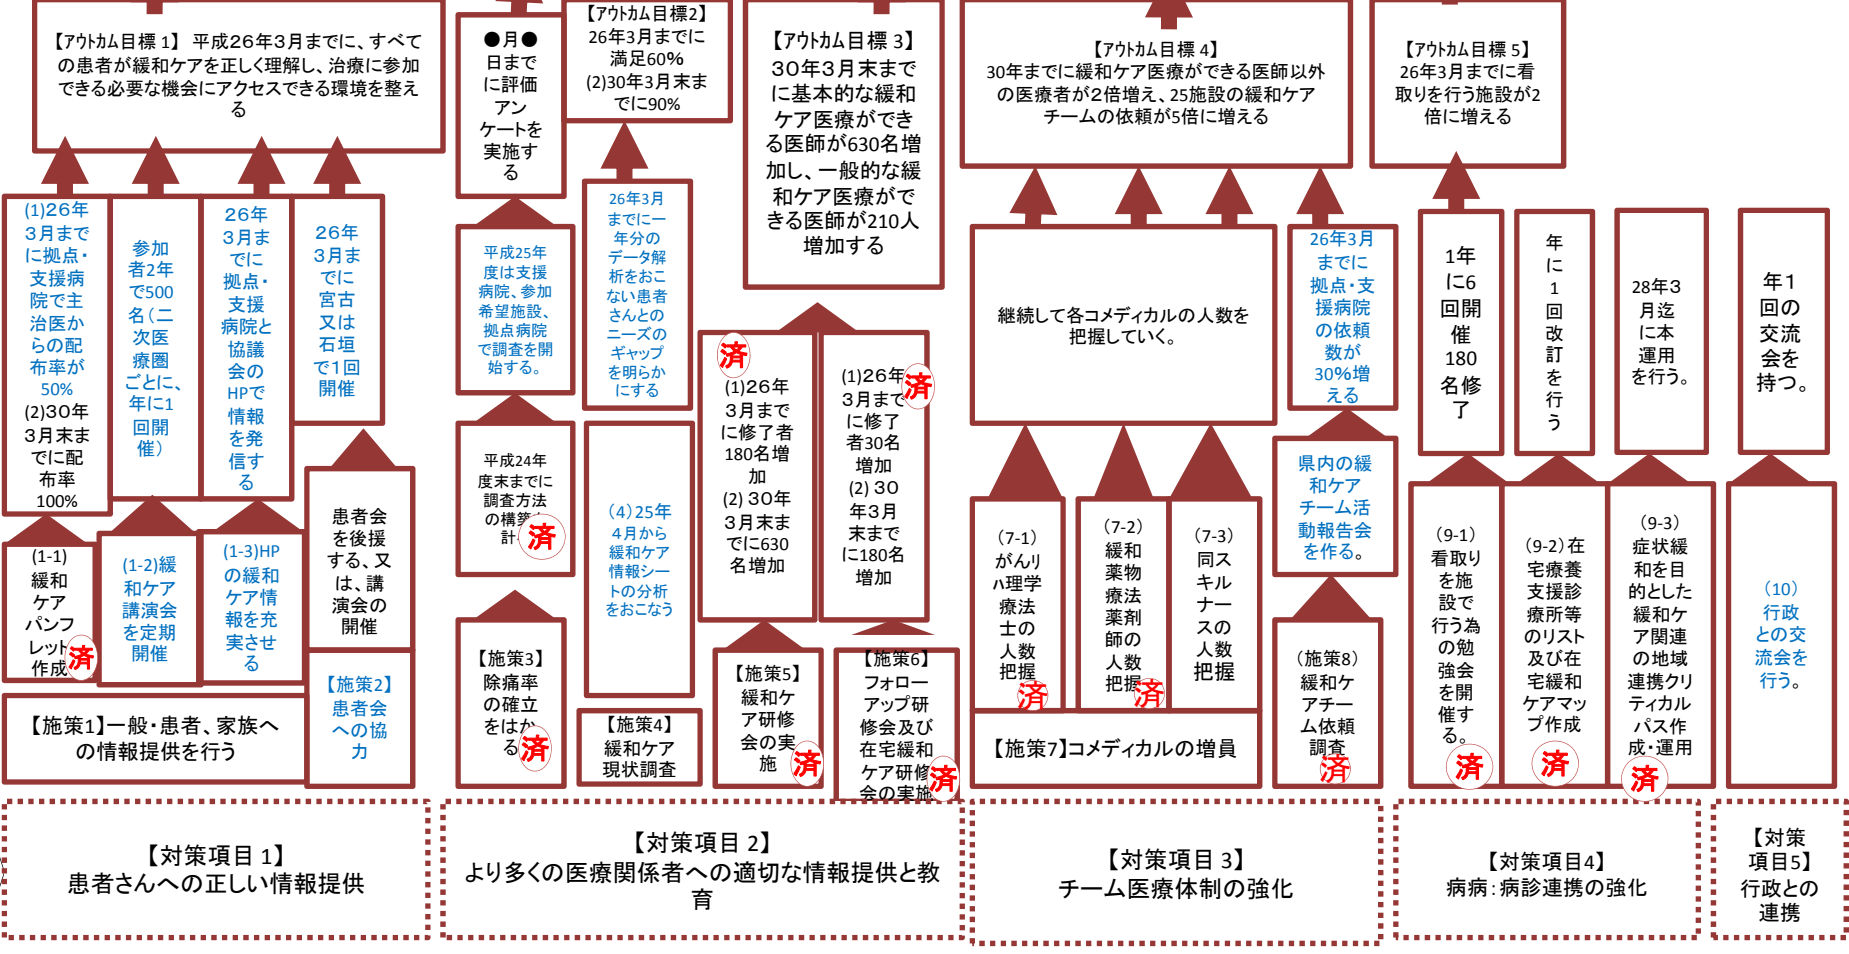 【アウトカム目標 1】 平成２６年３月までに、すべて
の患者が緩和ケアを正しく理解し、治療に参加
できる必要な機会にアクセスできる環境を整え
る
●月●
日まで
に評価
アン
ケートを
実施す
る
【アウトカム目標２】
26年３月までに
満足60％
(2)30年３月末ま
でに90％
【アウトカム目標 3】
３０年３月末まで
に基本的な緩和
ケア医療ができ
る医師が630名増
加し、一般的な緩
和ケア医療がで
きる医師が210人
増加する
【アウトカム目標 4】
30年までに緩和ケア医療ができる医師以外
の医療者が２倍増え、25施設の緩和ケア
チームの依頼が5倍に増える
【アウトカム目標 5】
26年３月までに看
取りを行う施設が2
倍に増える
(1)２６年
３月まで
に拠点・
支援病
院で主
治医か
らの配
布率が
50％
(2)３０年
３月末ま
でに配
布率
100％
参加
者2年
で500
名（二
次医
療圏
ごとに、
年に1
回開
催）
２６年
３月ま
でに
拠点・
支援
病院と
協議
会の
HPで
情報
を発
信す
る
２６年
３月ま
でに
宮古
又は
石垣
で１回
開催
平成25年
度は支援
病院、参加
希望施設、
拠点病院
で調査を開
始する。
26年３月
までに一
年分の
データ解
析をおこ
ない患者
さんとの
ニーズの
ギャップ
を明らか
にする
済
(1)２６年
３月まで
に修了者
180名増
加
(2) ３０年
３月末ま
でに630
名増加
(1)２６年
３月まで
に修了
者30名
増加
(2) ３０
年３月
末まで
に180名
増加
済
継続して各コメディカルの人数を
把握していく。
26年３月
までに
拠点・支
援病院
の依頼
数が
30％増
える
1年
に6
回開
催
180
名修
了
年
に
1
回
改
訂
を
行
う
28年３
月迄
に本
運用
を行う。
年１
回の
交流
会を
持つ。
平成24年
度末までに
調査方法
の構築
計
済
（４）25年
４月から
緩和ケア
情報シー
トの分析
をおこなう
県内の緩
和ケア
チーム活
動報告会
を作る。
(1-1)
緩和
ケア
パンフ
レット
作成
済
(1-2)緩
和ケア
講演会
を定期
開催
(1-3)HP
の緩和
ケア情
報を充
実させ
る
患者会
を後援
する、又
は、講
演会の
開催
【施策1】一般・患者、家族へ
の情報提供を行う
【施策２】
患者会
への協
力
【施策3】
除痛率
の確立
をはか
る
済
【施策４】
緩和ケア
現状調査
【施策５】
緩和ケ
ア研修
会の実
施
済
【施策６】
フォロー
アップ研
修会及び
在宅緩和
ケア研修
会の実施
済
（7-1）
がんリ
ハ理学
療法
士の
人数
把握
済
（7-2）
緩和
薬物
療法
薬剤
師の
人数
把握
済
（7-3）
同ス
キル
ナー
スの
人数
把握
【施策７】コメディカルの増員
（施策8）
緩和ケ
アチー
ム依頼
調査
済
（9-1）
看取り
を施
設で
行う為
の勉
強会
を開
催す
る。
済
（9-2）在
宅療養
支援診
療所等
のリスト
及び在
宅緩和
ケアマッ
プ作成
済
（9-3）
症状緩
和を目
的とした
緩和ケ
ア関連
の地域
連携クリ
ティカル
パス作
成・運用
済
（10）
行政
との交
流会を
行う。
【対策項目 1】
患者さんへの正しい情報提供
【対策項目 2】
より多くの医療関係者への適切な情報提供と教
育
【対策項目 3】
チーム医療体制の強化
【対策項目４】
病病：病診連携の強化
【対策
項目５】
行政との
連携